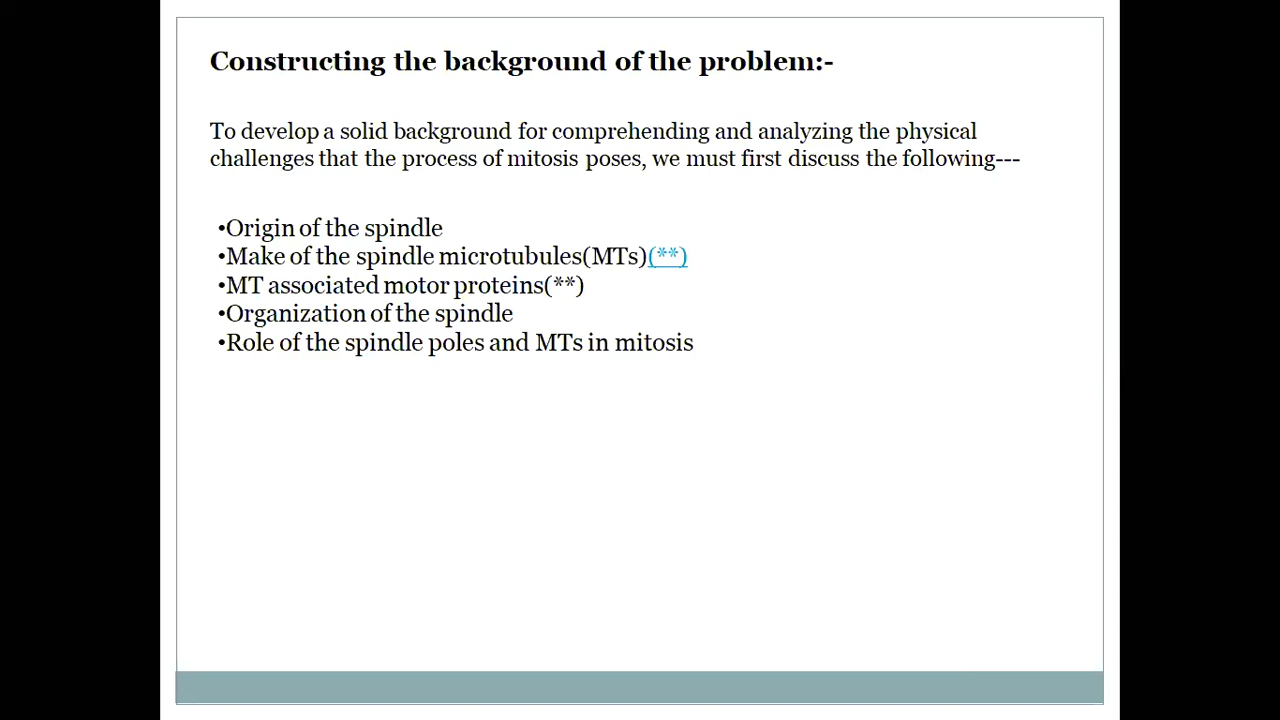 Constructing the background of the problem:-
To develop a solid background for comprehending and analyzing the physical
challenges that the process of mitosis poses, we must first discuss the following---
•Origin of the spindle
•Make of the spindle microtubules(MTs)(**)
•MT associated motor proteins(**)
•Organization of the spindle
•Role of the spindle poles and MTs in mitosis